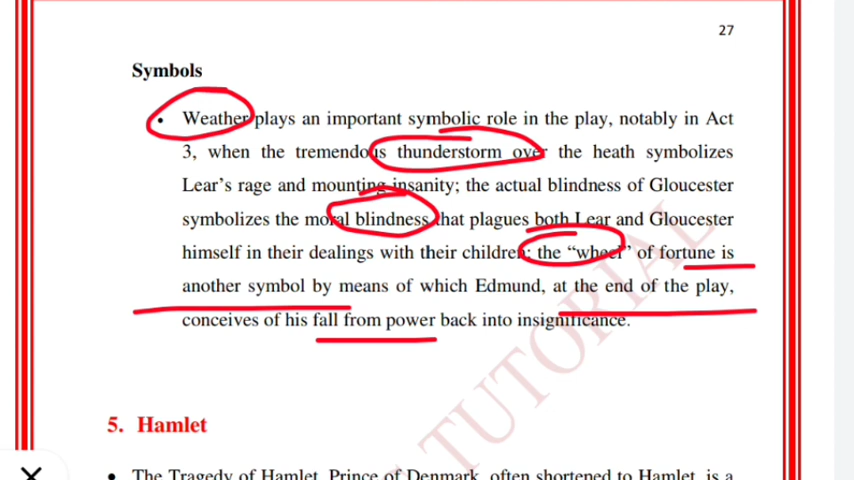 27
Symbols
• Weather plays an important symbolic role in the play, notably in Act
3, when the tremendous thunderstorm over the heath symbolizes
Lear's rage and mounting insanity; the actual blindness of Gloucester
symbolizes the moral blindness that plagues both Lear and Gloucester
himself in their dealings with their children; the “wheel” of fortune is
another symbol by means of which Edmund, at the end of the play,
conceives of his fall from power back into insignificance.
TUTORIAL
5. Hamlet
• The Tragedy of Hamlet, Prince of Denmark, often shortened to Hamlet, is a